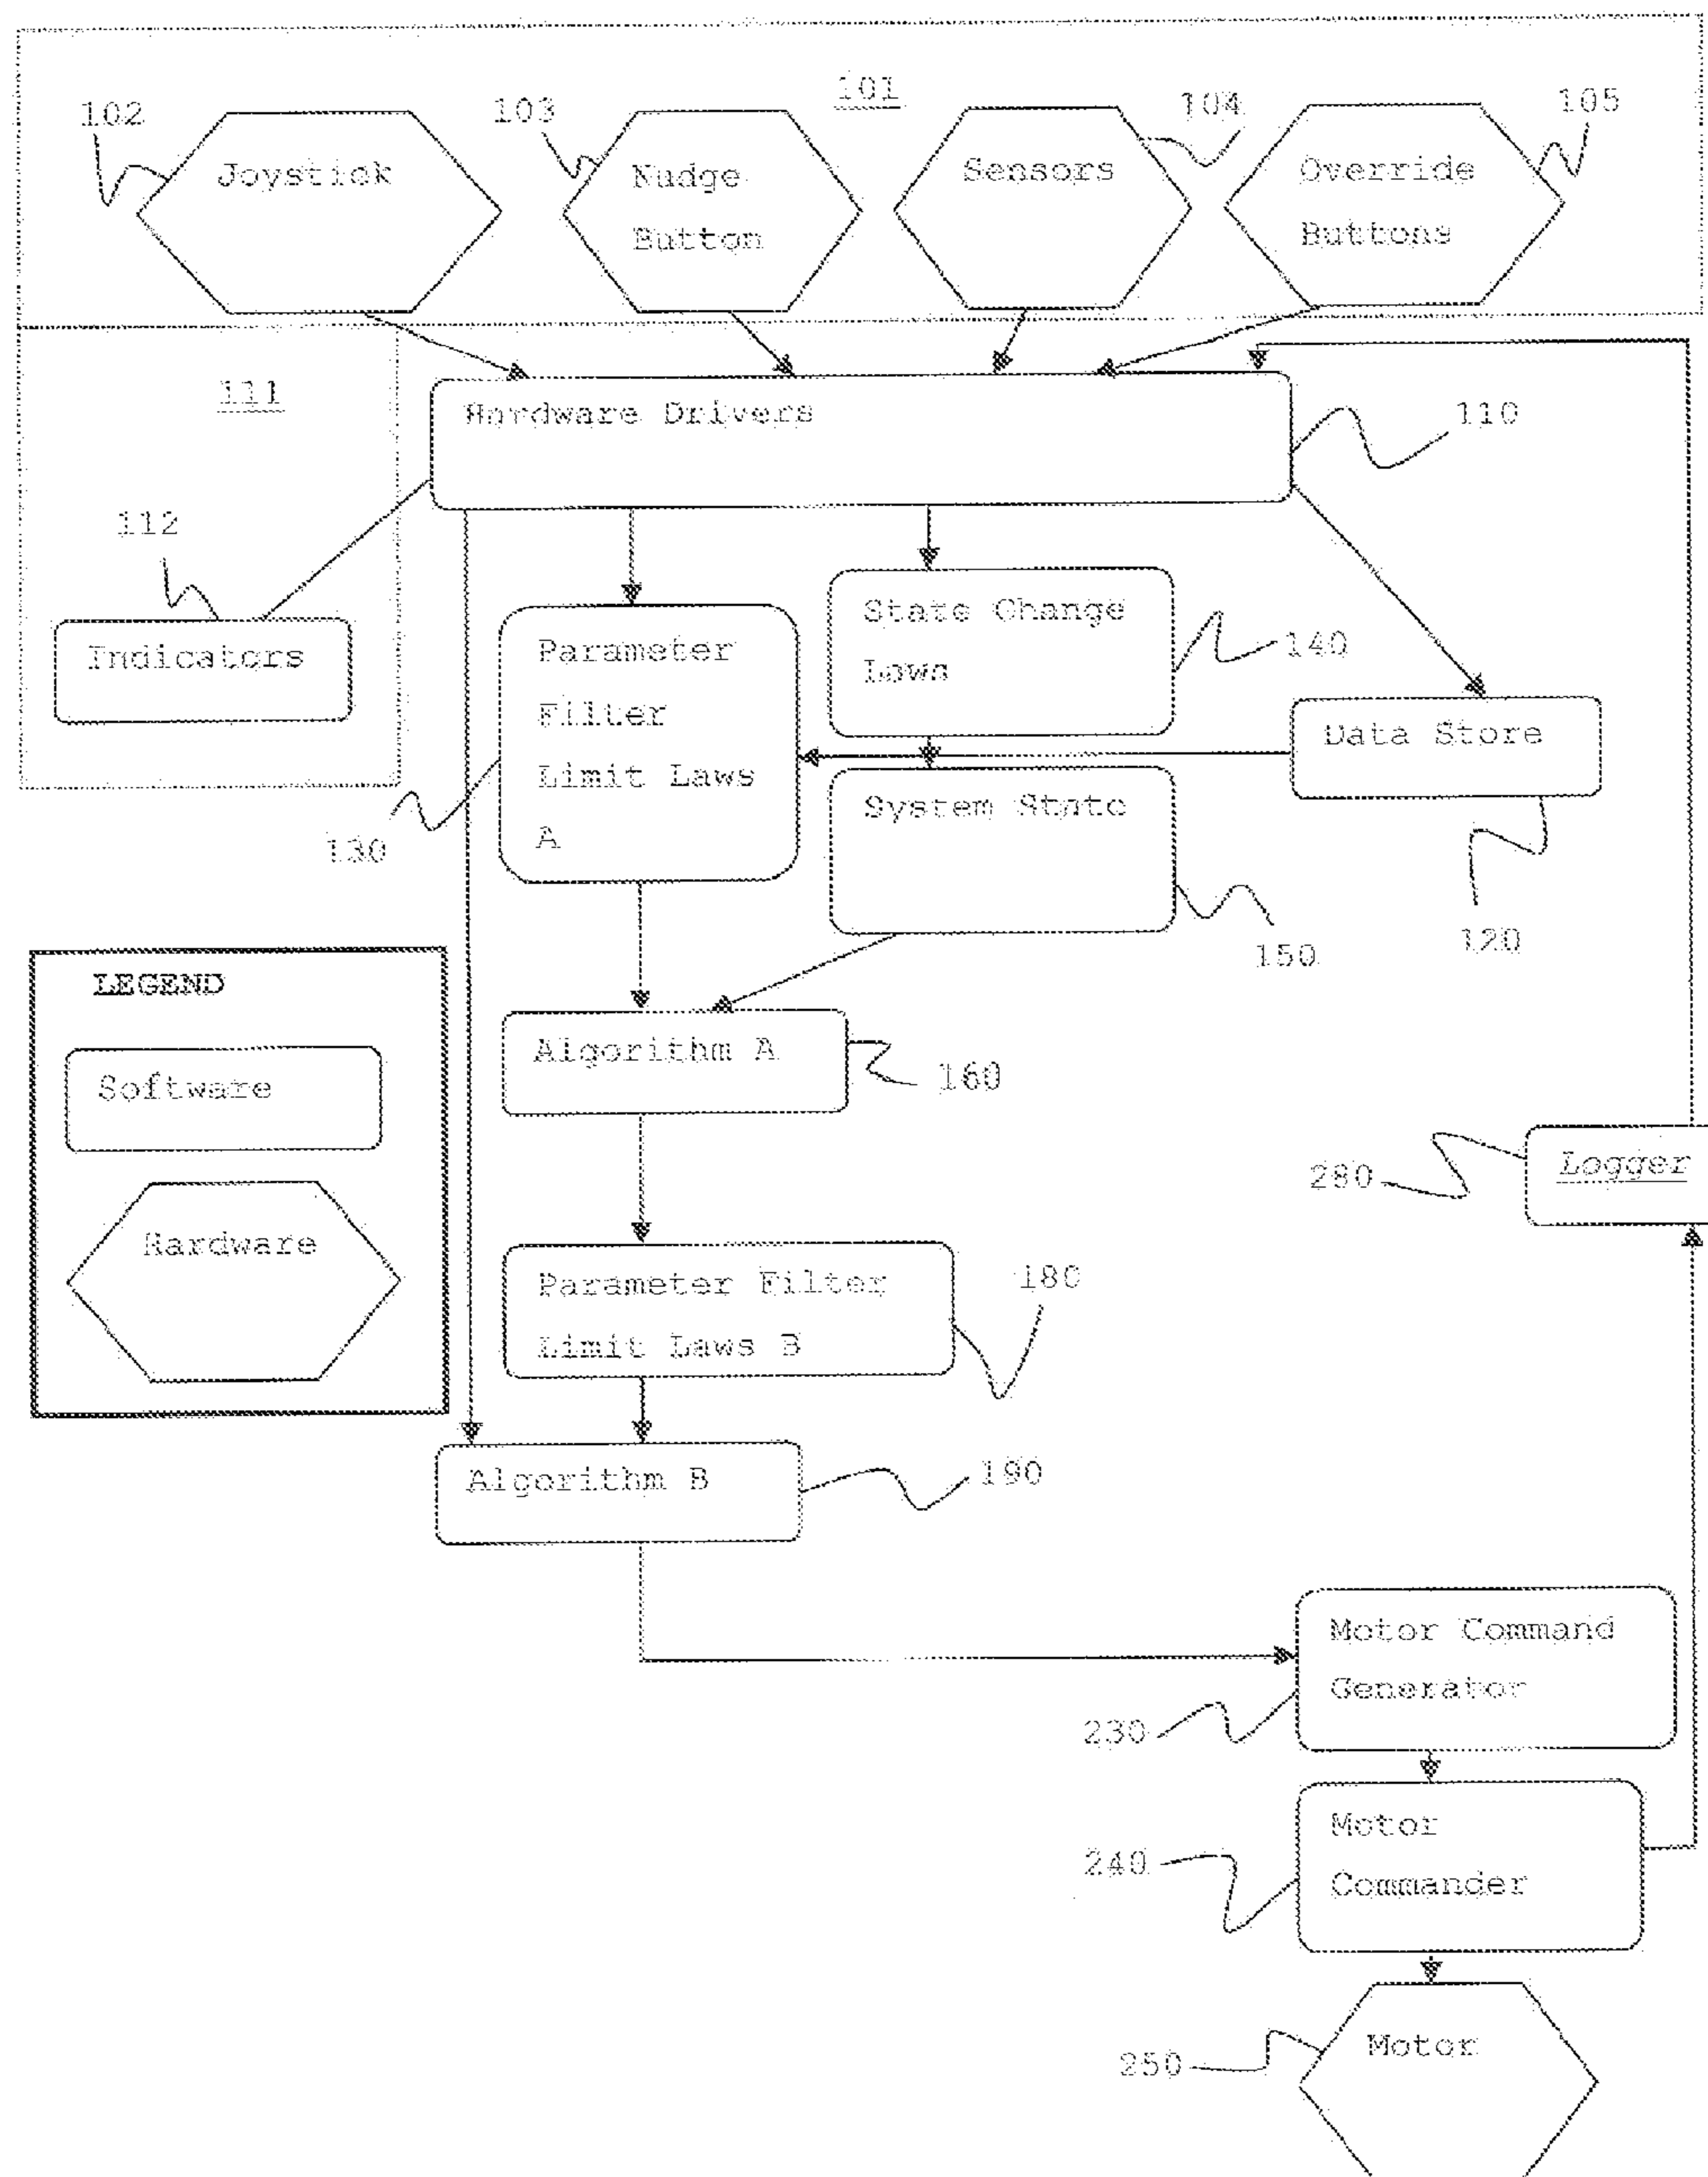 101
102
103
104
105
Joystick
Nudge
Button
Sensors
Override
Buttons
111
Hardware Drivers
110
112
Indicators
Parameter
Filter
Limit Laws
A
130
State Change
Laws
140
Data Store
120
System State
150
LEGEND
Software
Hardware
Algorithm A
160
Logger
280
Parameter Filter
Limit Laws B
180
Algorithm B
190
Motor Command
Generator
230
Motor
Commander
240
Motor
250